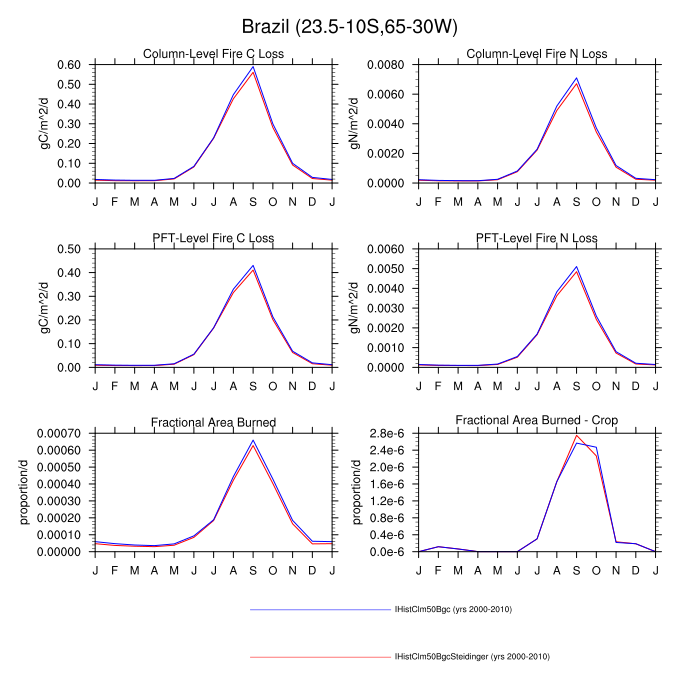 Brazil (23.5-10S,65-30W)
Column-Level Fire C Loss
gC/m^2/d
0.60
0.50
0.40
0.30
0.20
0.10
0.00
J F M A M J J A S O N D J
Column-Level Fire N Loss
gN/m^2/d
0.0080
0.0060
0.0040
0.0020
0.0000
J F M A M J J A S O N D J
PFT-Level Fire C Loss
gC/m^2/d
0.50
0.40
0.30
0.20
0.10
0.00
J F M A M J J A S O N D J
PFT-Level Fire N Loss
gN/m^2/d
0.0060
0.0050
0.0040
0.0030
0.0020
0.0010
0.0000
J F M A M J J A S O N D J
Fractional Area Burned
proportion/d
0.00070
0.00060
0.00050
0.00040
0.00030
0.00020
0.00010
0.00000
J F M A M J J A S O N D J
Fractional Area Burned - Crop
proportion/d
2.8e-6
2.4e-6
2.0e-6
1.6e-6
1.2e-6
0.8e-6
0.4e-6
0.0e-6
J F M A M J J A S O N D J
IHistClm50Bgc (yrs 2000-2010)
IHistClm50BgcSteidinger (yrs 2000-2010)